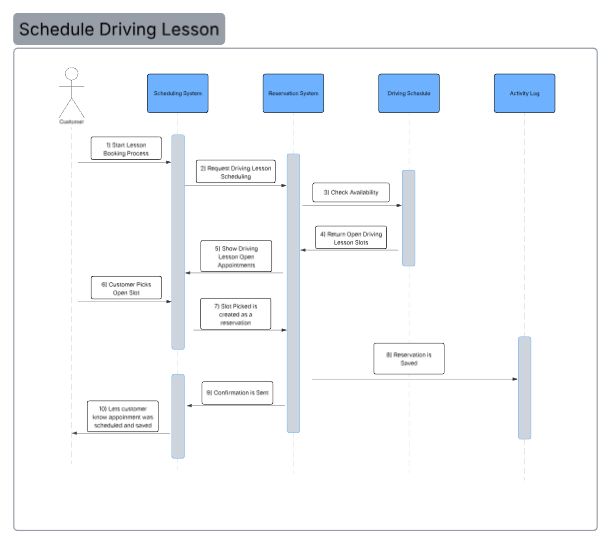 Schedule Driving Lesson
Customer
Scheduling System
Reservation System
Driving Schedule
Activity Log
1) Start Lesson
Booking Process
2) Request Driving Lesson
Scheduling
3) Check Availability
4) Return Open Driving
Lesson Slots
5) Show Driving
Lesson Open
Appointments
6) Customer Picks
Open Slot
7) Slot Picked is
created as a
reservation
8) Reservation is
Saved
9) Confirmation is Sent
10) Lets customer
know appoinment was
scheduled and saved